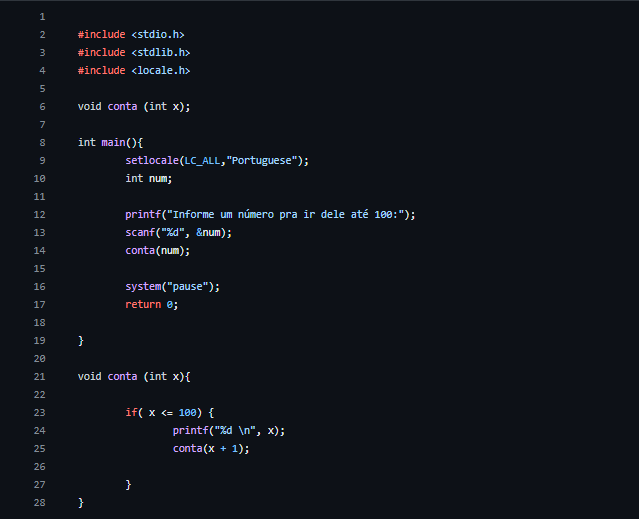 1
2 #include <stdio.h>
3 #include <stdlib.h>
4 #include <locale.h>
5
6 void conta (int x);
7
8 int main(){
9 setlocale(LC_ALL,"Portuguese");
10 int num;
11
12 printf("Informe um número pra ir dele até 100:");
13 scanf("%d", &num);
14 conta(num);
15
16 system("pause");
17 return 0;
18
19 }
20
21 void conta (int x){
22
23 if( x <= 100) {
24 printf("%d \n", x);
25 conta(x + 1);
26
27 }
28 }